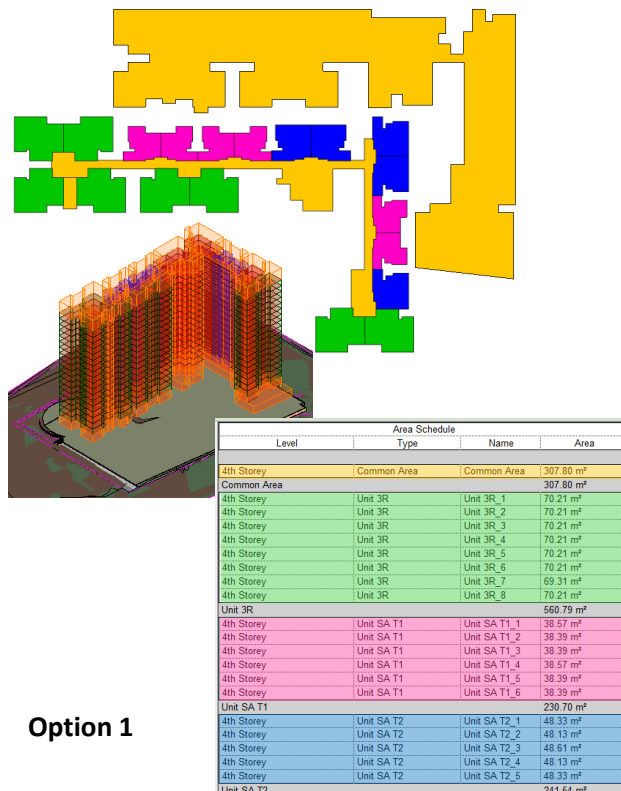 Area Schedule
Level Type Name Area
4th Storey Common Area Common Area 307.80 m²
Common Area 307.80 m²
4th Storey Unit 3R Unit 3R_1 70.21 m²
4th Storey Unit 3R Unit 3R_2 70.21 m²
4th Storey Unit 3R Unit 3R_3 70.21 m²
4th Storey Unit 3R Unit 3R_4 70.21 m²
4th Storey Unit 3R Unit 3R_5 70.21 m²
4th Storey Unit 3R Unit 3R_6 70.21 m²
4th Storey Unit 3R Unit 3R_7 69.31 m²
4th Storey Unit 3R Unit 3R_8 70.21 m²
Unit 3R 560.79 m²
4th Storey Unit SA T1 Unit SA T1_1 38.57 m²
4th Storey Unit SA T1 Unit SA T1_2 38.39 m²
4th Storey Unit SA T1 Unit SA T1_3 38.39 m²
4th Storey Unit SA T1 Unit SA T1_4 38.57 m²
4th Storey Unit SA T1 Unit SA T1_5 38.39 m²
4th Storey Unit SA T1 Unit SA T1_6 38.39 m²
Unit SA T1 230.70 m²
4th Storey Unit SA T2 Unit SA T2_1 48.33 m²
4th Storey Unit SA T2 Unit SA T2_2 48.13 m²
4th Storey Unit SA T2 Unit SA T2_3 48.61 m²
4th Storey Unit SA T2 Unit SA T2_4 48.13 m²
4th Storey Unit SA T2 Unit SA T2_5 48.33 m²
Unit SA T2 241.54 m²
Option 1